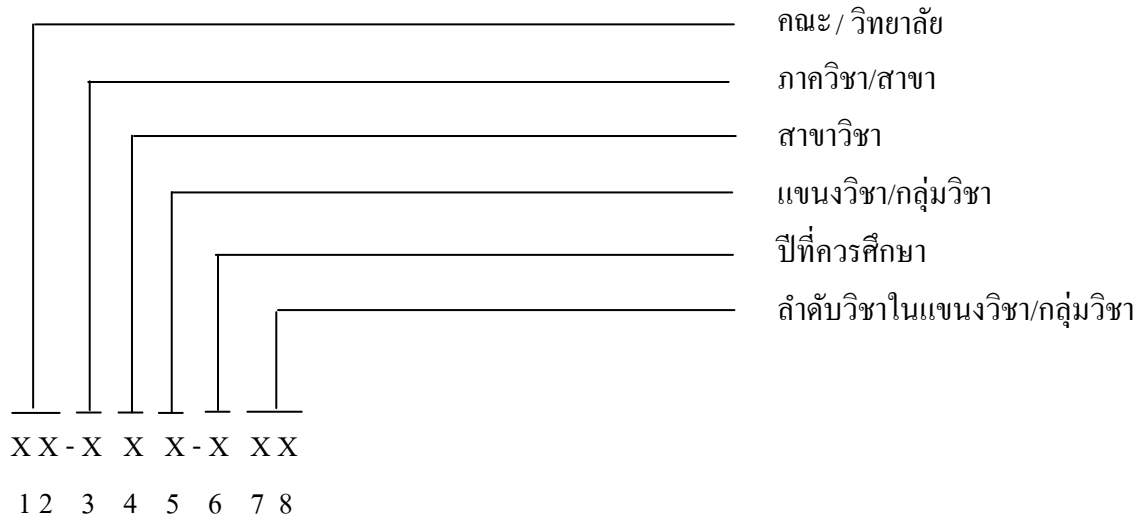 คณะ / วิทยาลัย
ภาควิชา/สาขา
สาขาวิชา
แขนงวิชา/กลุ่มวิชา
ปีที่ควรศึกษา
ลำดับวิชาในแขนงวิชา/กลุ่มวิชา
X X - X X X - X X X
1 2 3 4 5 6 7 8